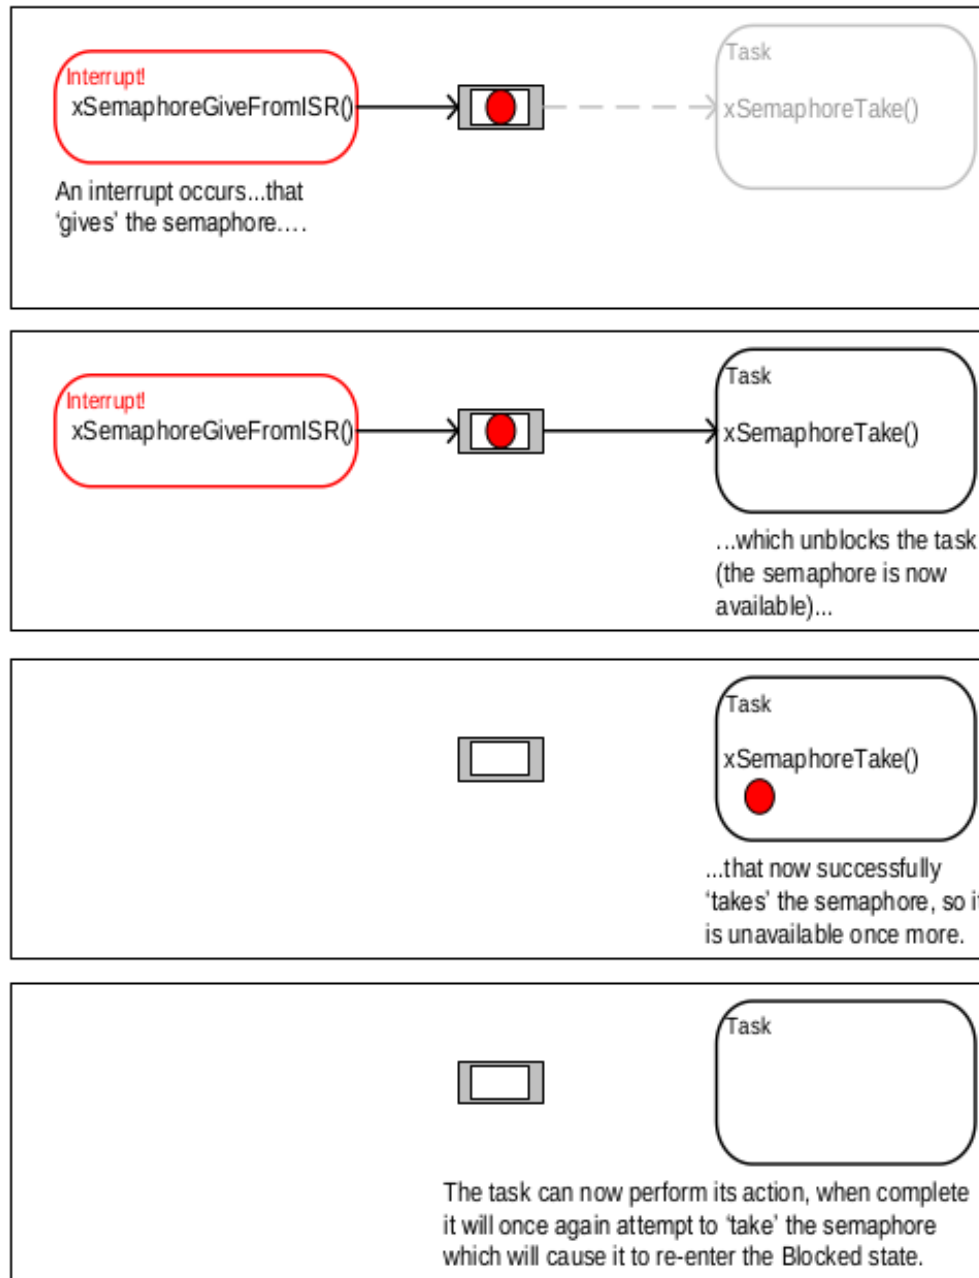 Interrupt!
xSemaphoreGiveFromISR()
Task
xSemaphoreTake()
An interrupt occurs...that
‘gives’ the semaphore....
Interrupt!
xSemaphoreGiveFromISR()
Task
xSemaphoreTake()
...which unblocks the task
(the semaphore is now
available)...
Task
xSemaphoreTake()
...that now successfully
‘takes’ the semaphore, so it
is unavailable once more.
Task
The task can now perform its action, when complete
it will once again attempt to ‘take’ the semaphore
which will cause it to re-enter the Blocked state.